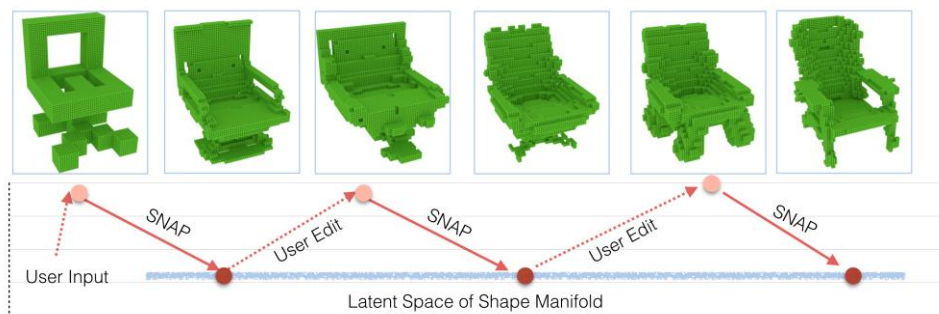 SNAP
User Edit
SNAP
User Edit
SNAP
User Input
Latent Space of Shape Manifold